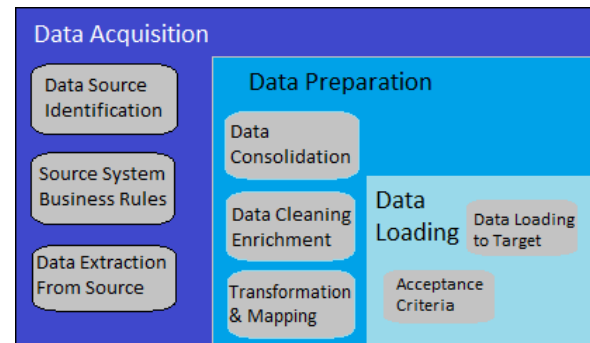 Data Acquisition
Data Source
Identification
Source System
Business Rules
Data Extraction
From Source
Data Preparation
Data
Consolidation
Data Cleaning
Enrichment
Transformation
& Mapping
Data
Loading
Data Loading
to Target
Acceptance
Criteria